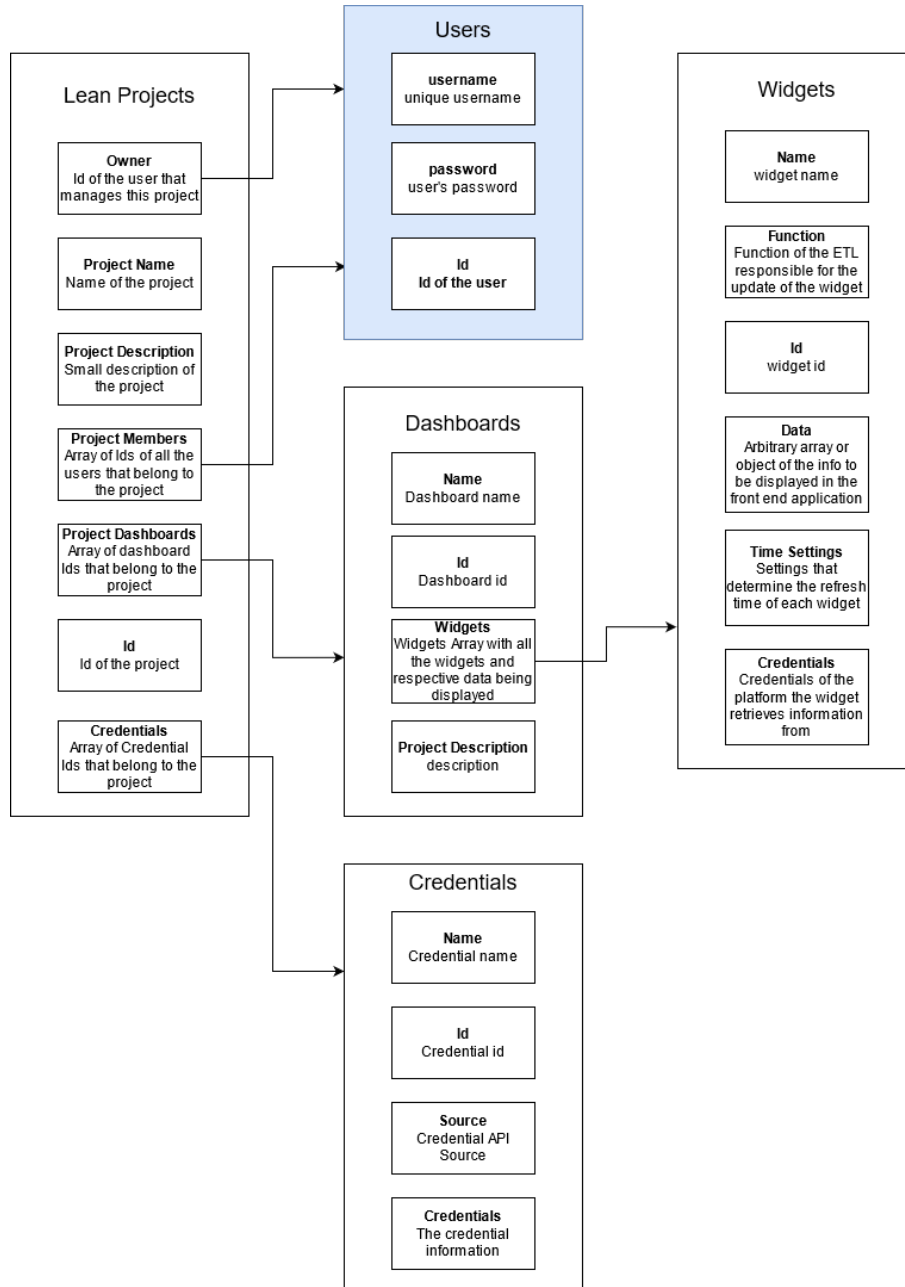 Lean Projects
Owner
Id of the user that
manages this project
Project Name
Name of the project
Project Description
Small description of
the project
Project Members
Array of Ids of all the
users that belong to
the project
Project Dashboards
Array of dashboard
Ids that belong to the
project
Id
Id of the project
Credentials
Array of Credential
Ids that belong to the
project
Users
username
unique username
password
user's password
Id
Id of the user
Dashboards
Name
Dashboard name
Id
Dashboard id
Widgets
Widgets Array with all
the widgets and
respective data being
displayed
Project Description
description
Credentials
Name
Credential name
Id
Credential id
Source
Credential API
Source
Credentials
The credential
information
Widgets
Name
widget name
Function
Function of the ETL
responsible for the
update of the widget
Id
widget id
Data
Arbitrary array or
object of the info to
be displayed in the
front end application
Time Settings
Settings that
determine the refresh
time of each widget
Credentials
Credentials of the
platform the widget
retrieves information
from